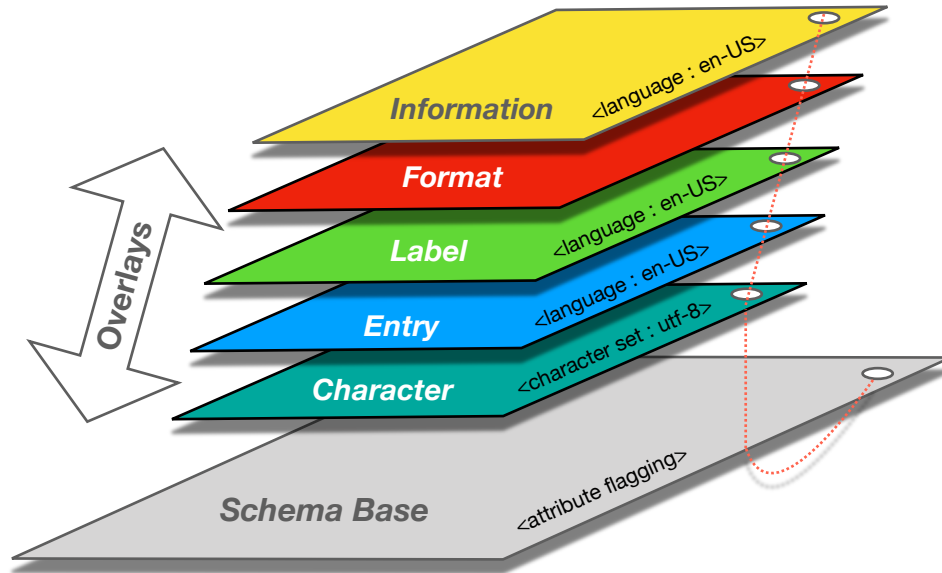 Information
<language : en-US>
Format
Label
<language : en-US>
Overlays
Entry
<language : en-US>
Character
<character set : utf-8>
Schema Base
<attribute flagging>